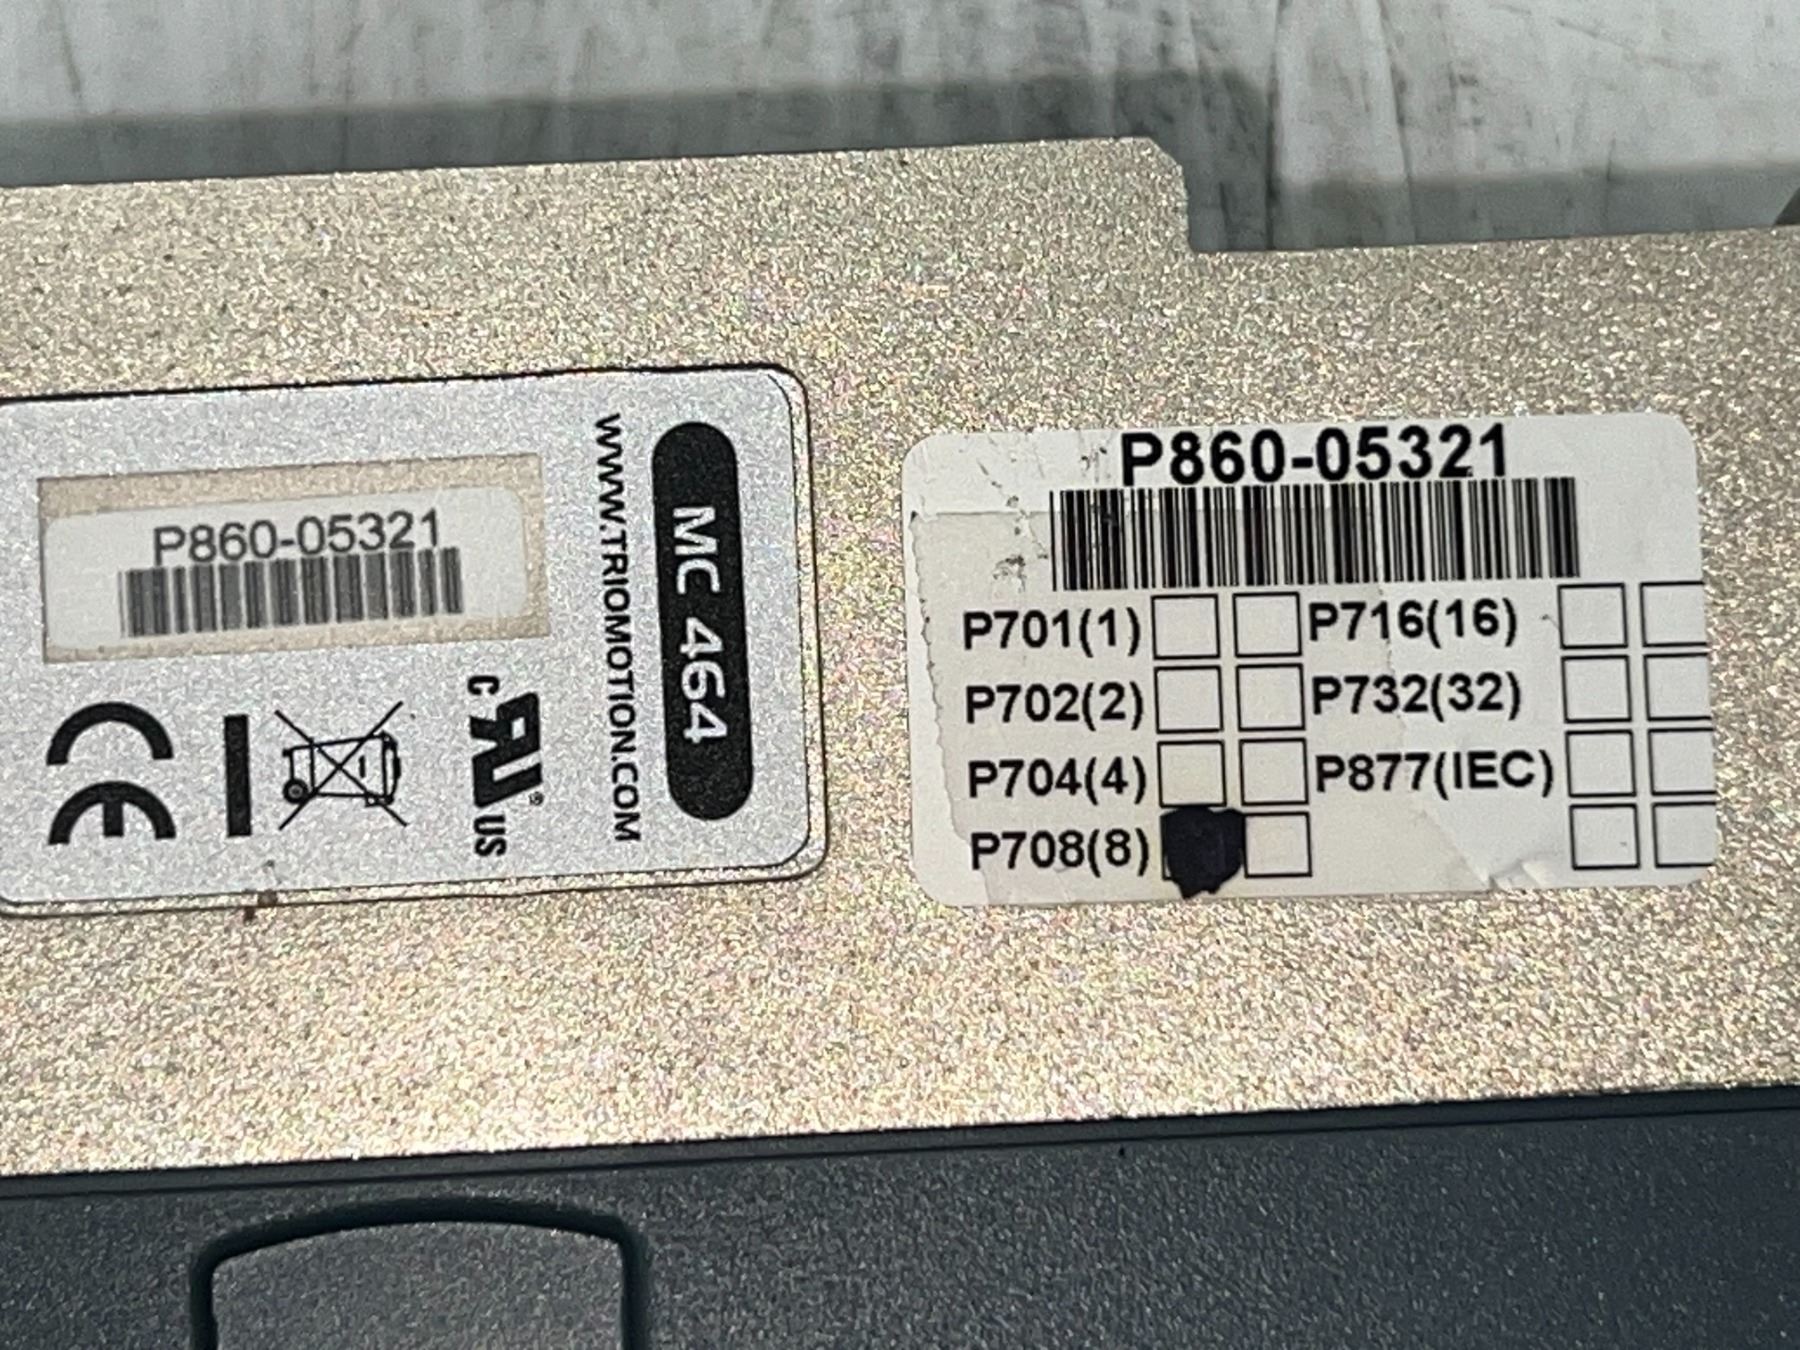 P860-05321
C UL US
WWW.TRIOMOTION.COM
MC 464
P860-05321
P701(1) P716(16)
P702(2) P732(32)
P704(4) P877(IEC)
P708(8)